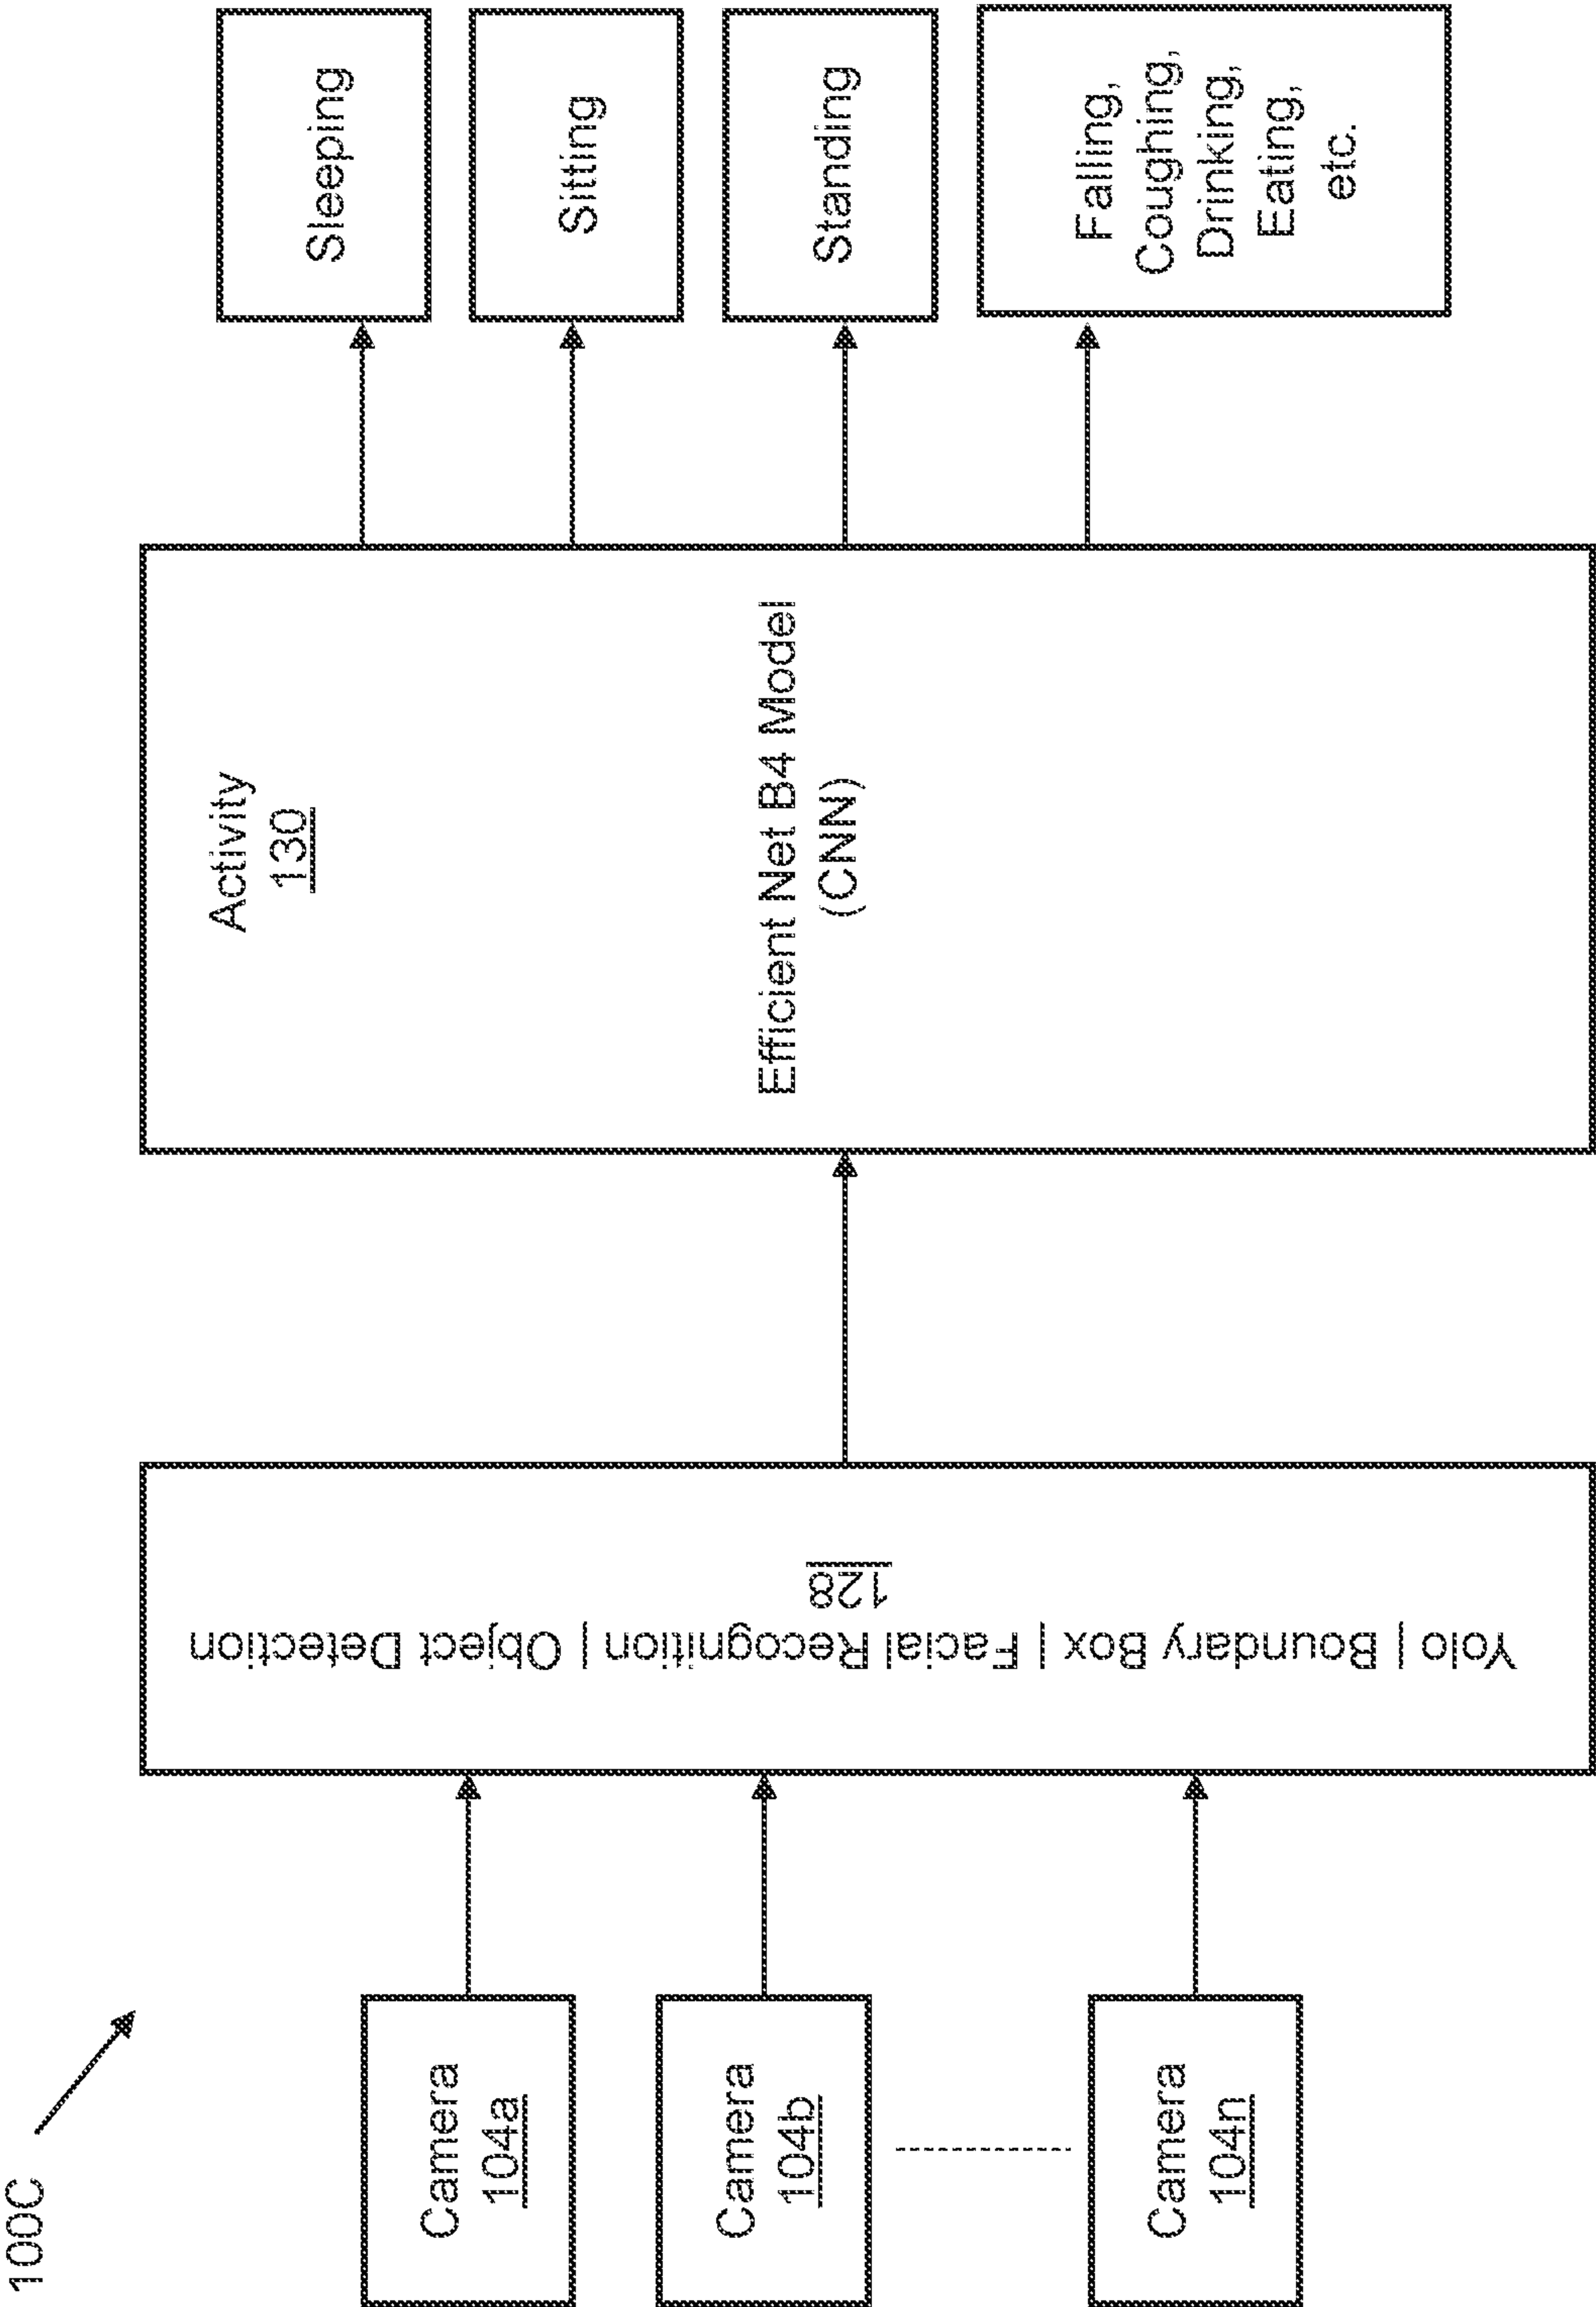 100C
Camera
104a
Camera
104b
Camera
104n
Yolo | Boundary Box | Facial Recognition | Object Detection
128
Activity
130
Efficient Net B4 Model
(CNN)
Sleeping
Sitting
Standing
Falling,
Coughing,
Drinking,
Eating,
etc.